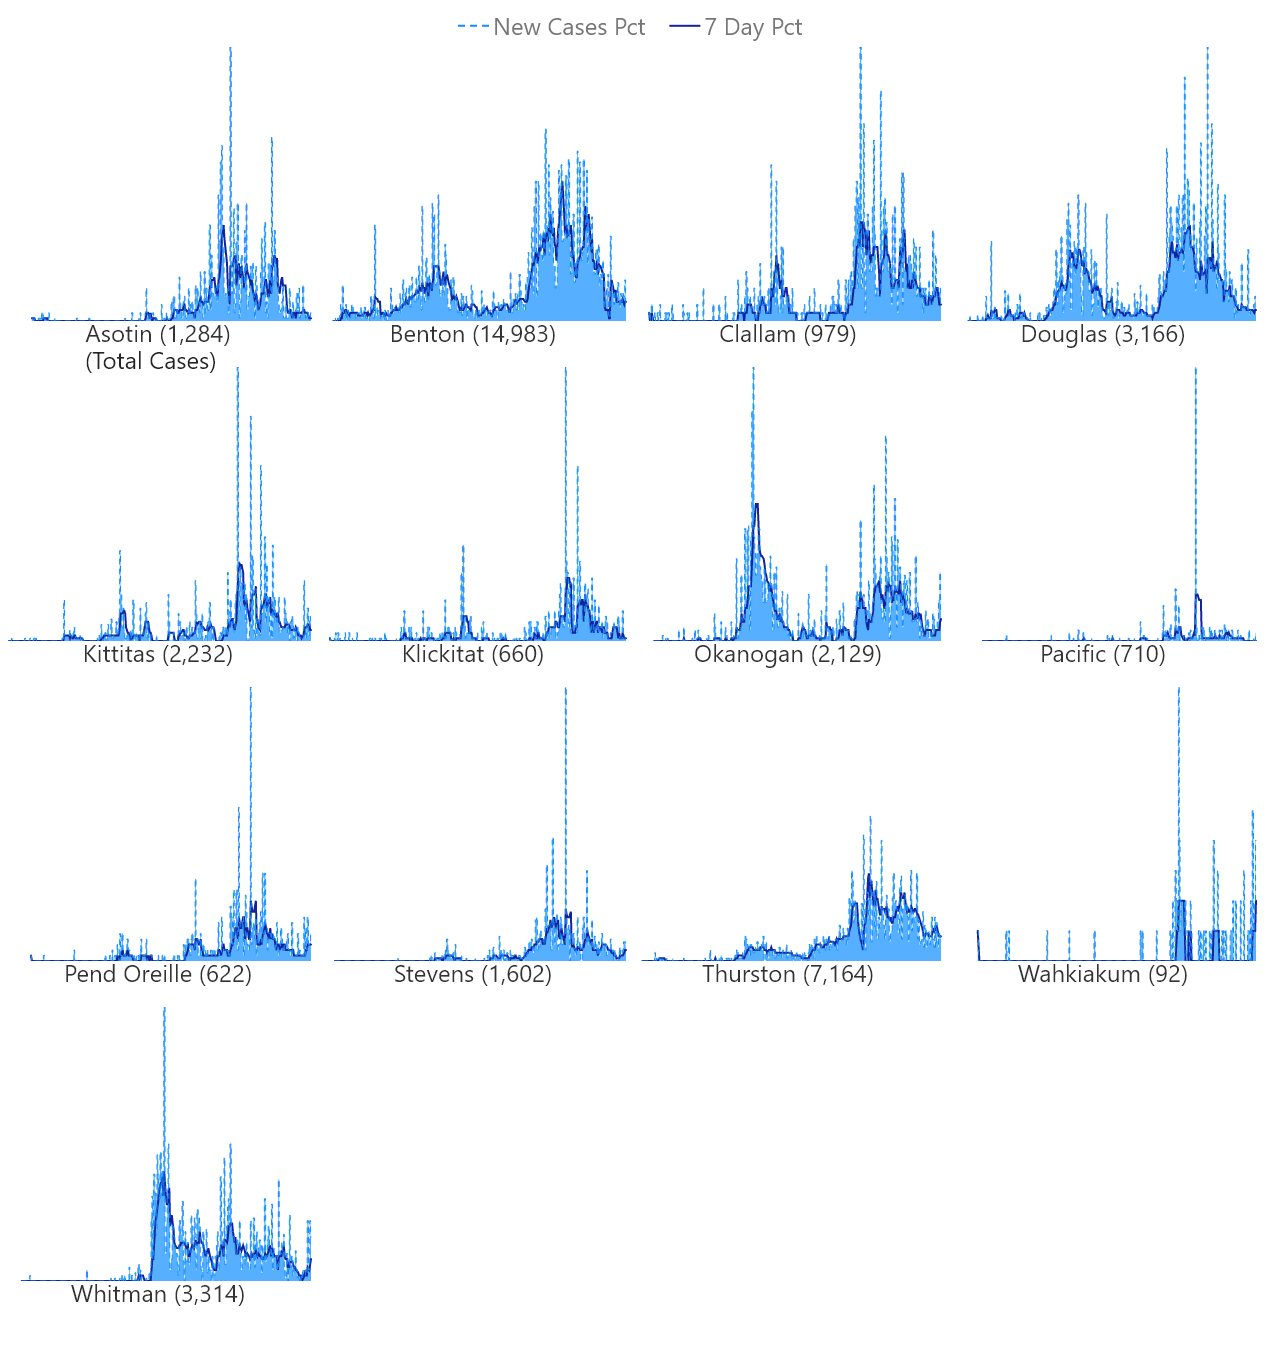 New Cases Pct 7 Day Pct
Asotin (1,284)
(Total Cases)
Benton (14,983)
Clallam (979)
Douglas (3,166)
Kittitas (2,232)
Klickitat (660)
Okanogan (2,129)
Pacific (710)
Pend Oreille (622)
Stevens (1,602)
Thurston (7,164)
Wahkiakum (92)
Whitman (3,314)